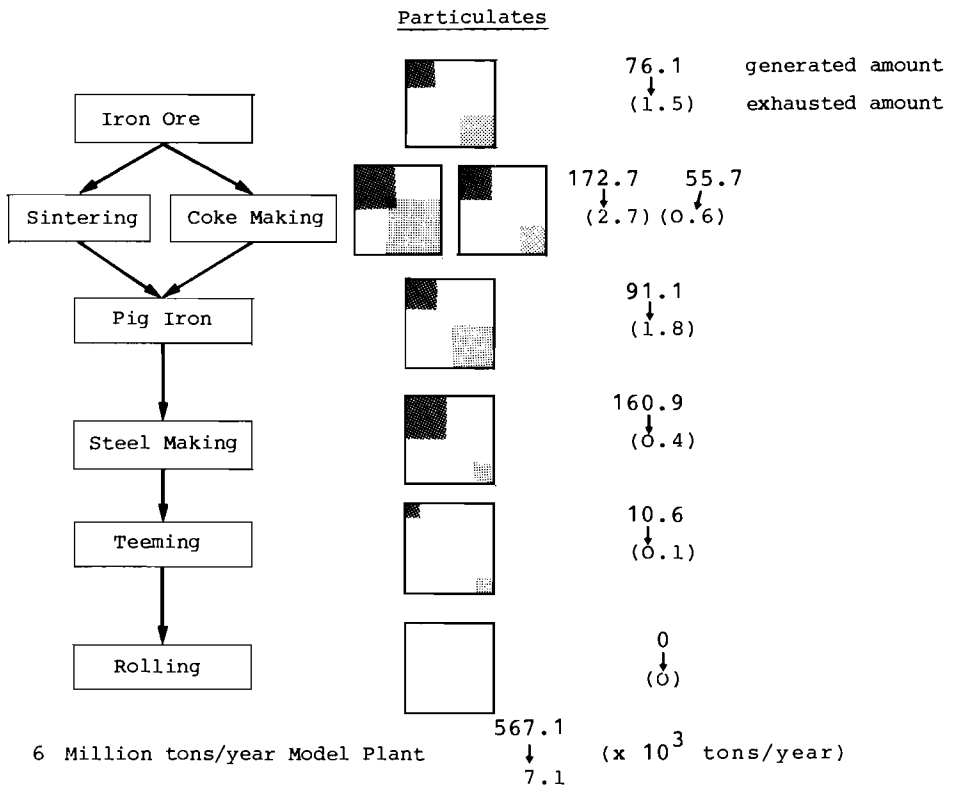 Particulates
76.1 generated amount
(1.5) exhausted amount
Iron Ore
172.7 55.7
(2.7) (0.6)
Sintering Coke Making
91.1
(1.8)
Pig Iron
160.9
(0.4)
Steel Making
10.6
(0.1)
Teeming
0
(0)
Rolling
567.1
6 Million tons/year Model Plant (x 10³ tons/year)
7.1